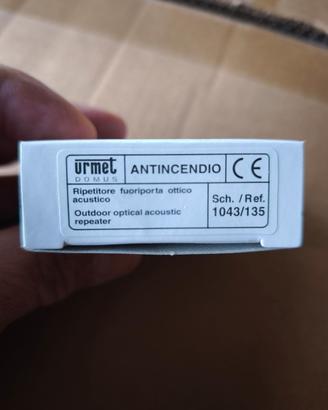 urmet
DOMUS
ANTINCENDIO
CE
Ripetitore fuoriporta ottico
acustico
Outdoor optical acoustic
repeater
Sch. / Ref.
1043/135